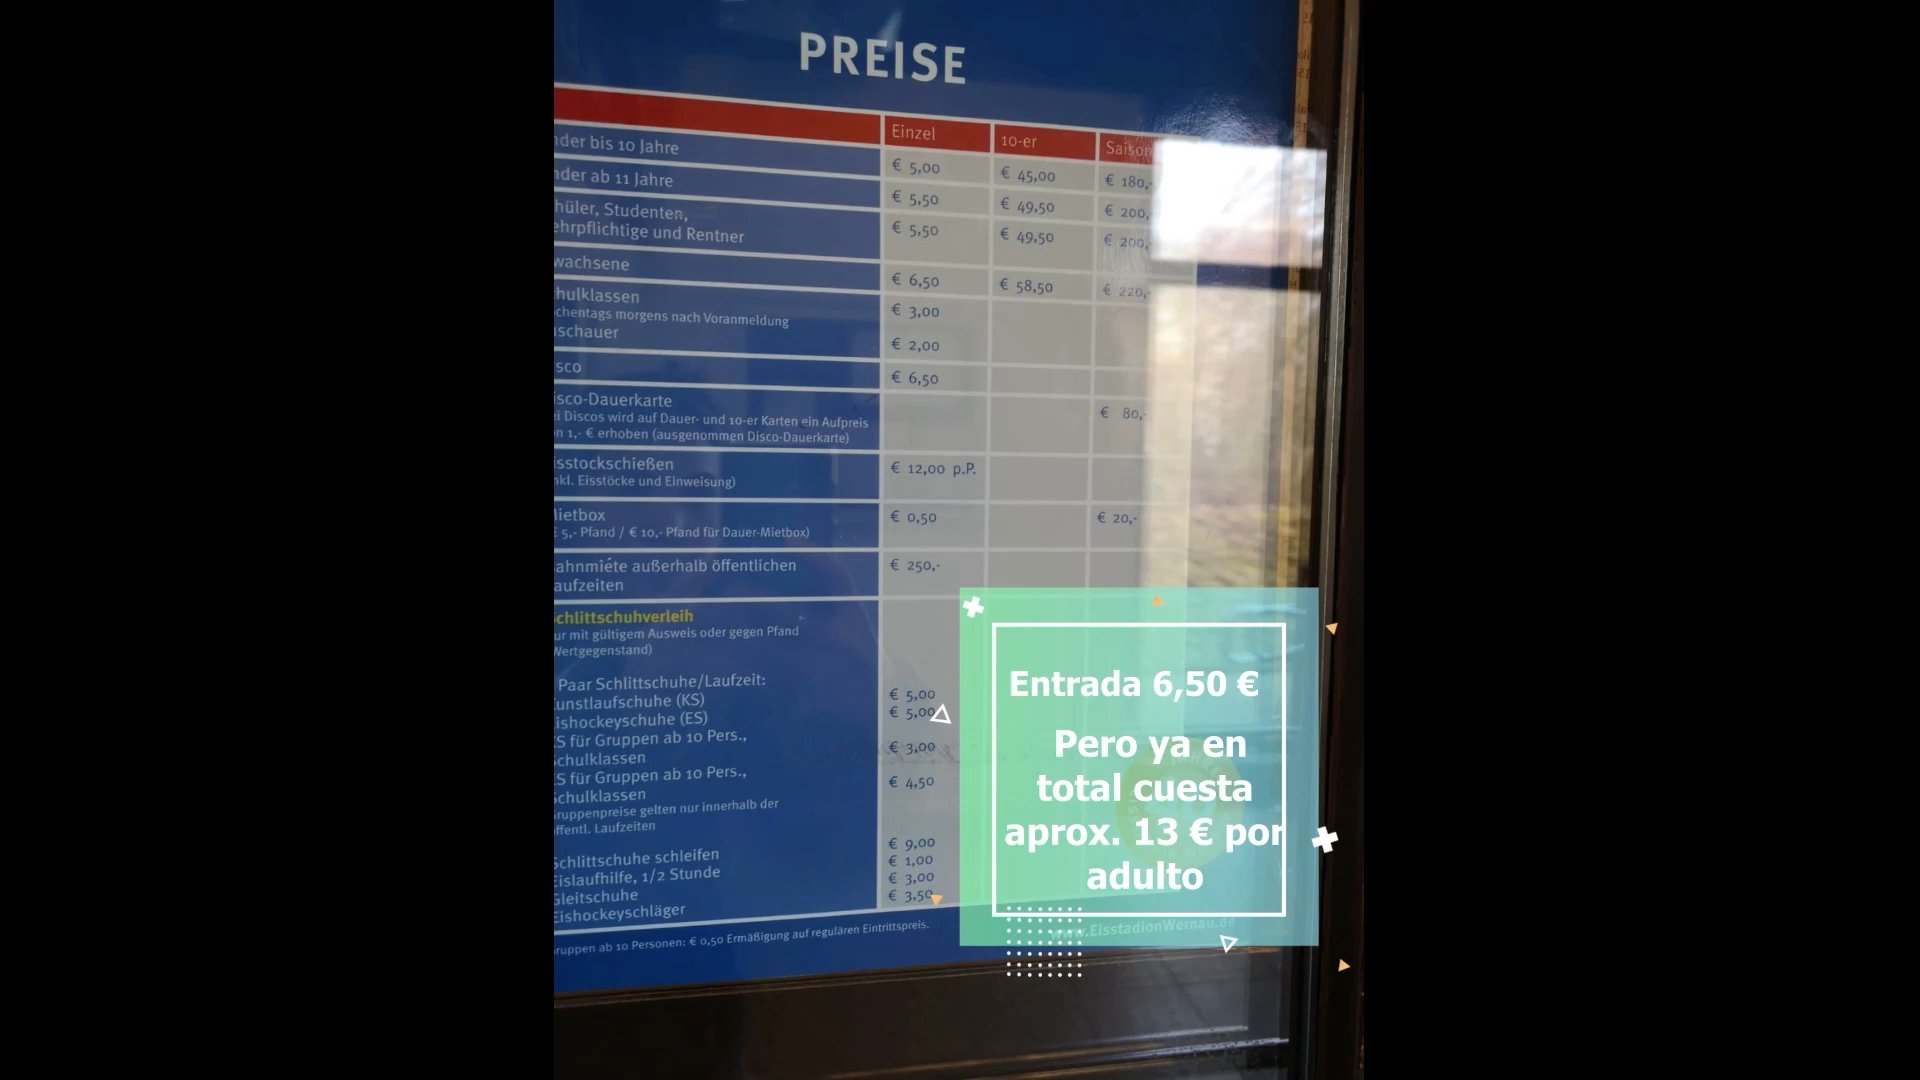 PREISE
Einzel 10-er Saison
nder bis 10 Jahre € 5,00 € 45,00 € 180,-
nder ab 11 Jahre € 5,50 € 49,50 € 200,-
hüler, Studenten,
ehrpflichtige und Rentner € 5,50 € 49,50 € 200,-
wachsene € 6,50 € 58,50 € 220,-
hulklassen € 3,00
chentags morgens nach Voranmeldung
schauer € 2,00
sco € 6,50
isco-Dauerkarte € 80,-
ei Discos wird auf Dauer- und 10-er Karten ein Aufpreis
n 1,- € erhoben (ausgenommen Disco-Dauerkarte)
isstockschießen € 12,00 p.P.
nkl. Eisstöcke und Einweisung)
ietbox € 0,50 € 20,-
€ 5,- Pfand / € 10,- Pfand für Dauer-Mietbox)
ahnmiete außerhalb öffentlichen € 250,-
aufzeiten
chlittschuhverleih
ur mit gültigem Ausweis oder gegen Pfand
Wertgegenstand)
Paar Schlittschuhe/Laufzeit:
unstlaufschuhe (KS) € 5,00
ishockeyschuhe (ES) € 5,00
S für Gruppen ab 10 Pers., € 3,00
chulklassen
S für Gruppen ab 10 Pers., € 4,50
chulklassen
ruppenpreise gelten nur innerhalb der
ffentl. Laufzeiten
Schlittschuhe schleifen € 9,00
Eislaufhilfe, 1/2 Stunde € 1,00
Gleitschuhe € 3,00
Eishockeyschläger € 3,50
ruppen ab 10 Personen: € 0,50 Ermäßigung auf regulären Eintrittspreis.
www.EisstadionWernau.de
Entrada 6,50 €
Pero ya en
total cuesta
aprox. 13 € por
adulto